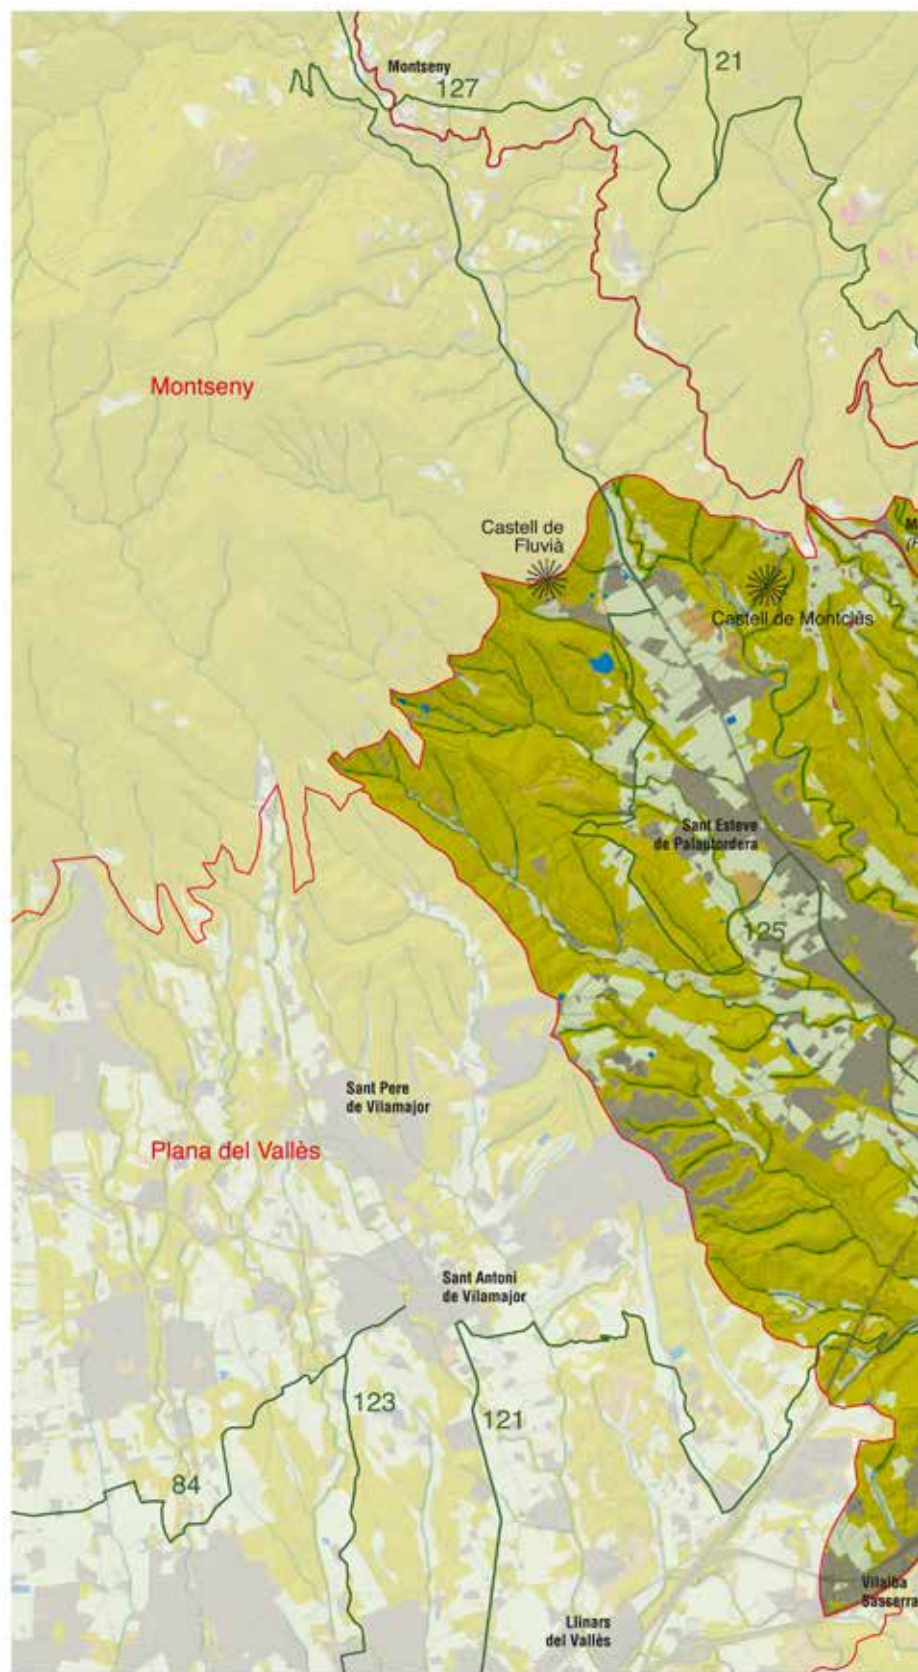 Montseny
127
21
Montseny
Castell de
Fluvià
Castell de Montclús
Sant Esteve
de Palautordera
125
Sant Pere
de Vilamajor
Plana del Vallès
Sant Antoni
de Vilamajor
123
121
84
Vilalba
Sasserra
Llinars
del Vallès